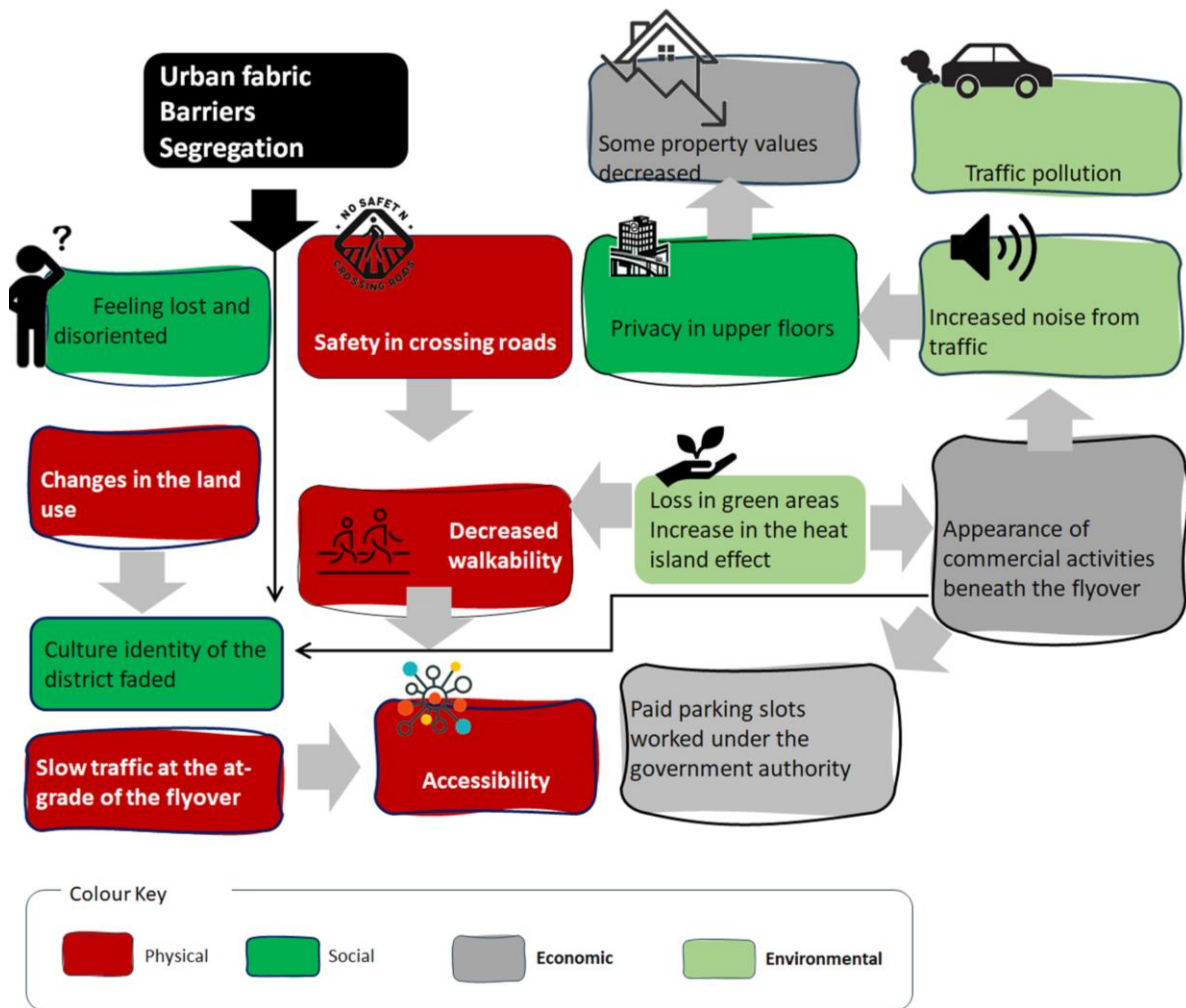 Urban fabric
Barriers
Segregation
Some property values
decreased
Traffic pollution
?
Feeling lost and
disoriented
· NO SAFET N ·
CROSSING ROADS
Safety in crossing roads
Privacy in upper floors
Increased noise from
traffic
Changes in the land
use
Decreased
walkability
Loss in green areas
Increase in the heat
island effect
Appearance of
commercial activities
beneath the flyover
Culture identity of the
district faded
Paid parking slots
worked under the
government authority
Slow traffic at the at-
grade of the flyover
Accessibility
Colour Key
Physical
Social
Economic
Environmental